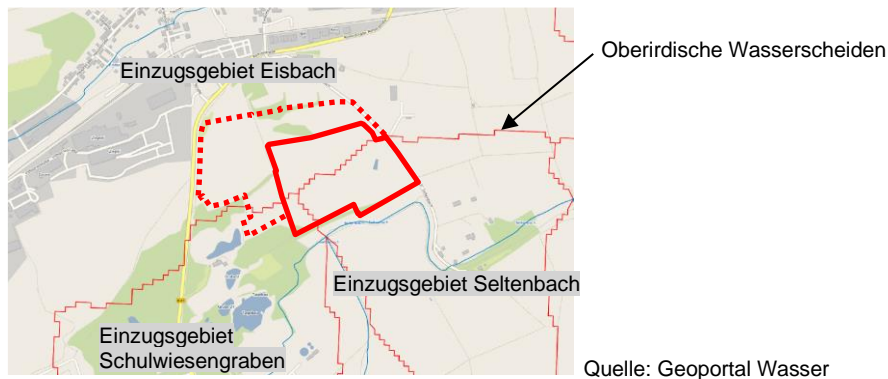 Oberirdische Wasserscheiden
Einzugsgebiet Eisbach
Einzugsgebiet Seltenbach
Einzugsgebiet
Schulwiesengraben
Quelle: Geoportal Wasser